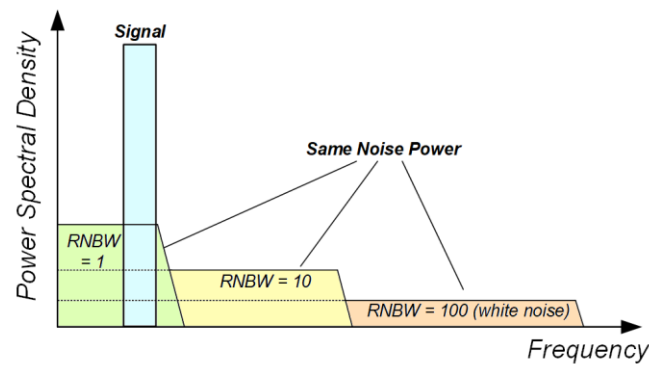 Signal
Power Spectral Density
Same Noise Power
RNBW
= 1
RNBW = 10
RNBW = 100 (white noise)
Frequency